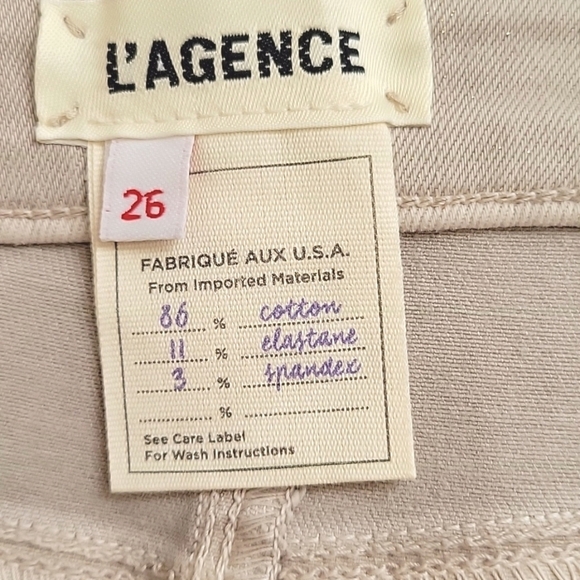 L'AGENCE
26
FABRIQUÉ AUX U.S.A.
From Imported Materials
86 % cotton
11 % elastane
3 % spandex
%
See Care Label
For Wash Instructions